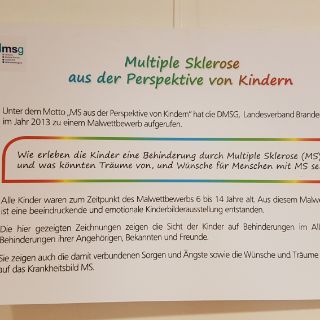 dmsg
Multiple Sklerose
aus der Perspektive von Kindern
Unter dem Motto „MS aus der Perspektive von Kindern" hat die DMSG, Landesverband
im Jahr 2013 zu einem Malwettbewerb aufgerufen.
Wie erleben die Kinder eine Behinderung durch Multiple Sklerose (MS)
und was könnten Träume von, und Wünsche für Menschen mit MS
Alle Kinder waren zum Zeitpunkt des Malwettbewerbs 6 bis 14 Jahre alt. Aus diesem
ist eine beeindruckende und emotionale Kinderbilderausstellung entstanden.
Die hier gezeigten Zeichnungen zeigen die Sicht der Kinder auf Behinderungen im
Behinderungen ihrer Angehörigen, Bekannten und Freunde.
Sie zeigen auch die damit verbundenen Sorgen und Ängste sowie die Wünsche und Träume
auf das Krankheitsbild MS.